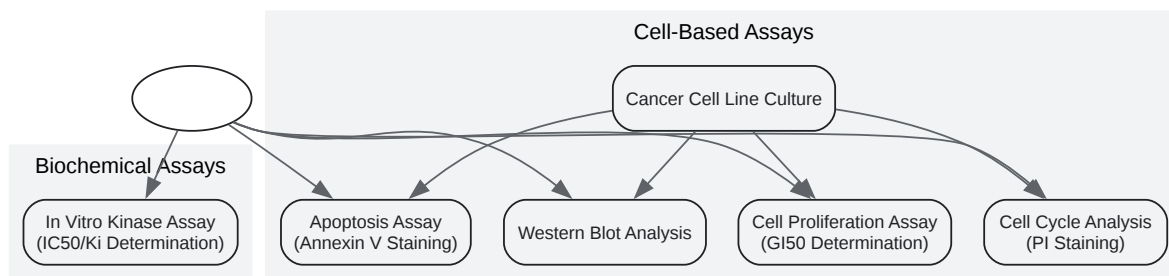 Cell-Based Assays
Cancer Cell Line Culture
Biochemical Assays
In Vitro Kinase Assay
(IC50/Ki Determination)
Apoptosis Assay
(Annexin V Staining)
Western Blot Analysis
Cell Proliferation Assay
(GI50 Determination)
Cell Cycle Analysis
(PI Staining)